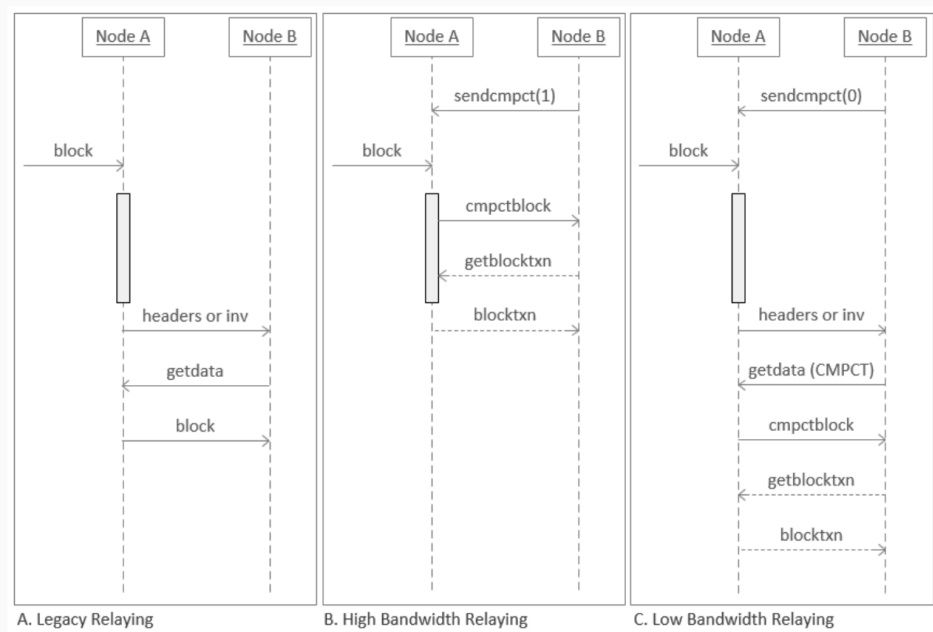 Node A
Node B
block
headers or inv
getdata
block
A. Legacy Relaying
Node A
Node B
sendcmpct(1)
block
cmpctblock
getblocktxn
blocktxn
B. High Bandwidth Relaying
Node A
Node B
sendcmpct(0)
block
headers or inv
getdata (CMPCT)
cmpctblock
getblocktxn
blocktxn
C. Low Bandwidth Relaying